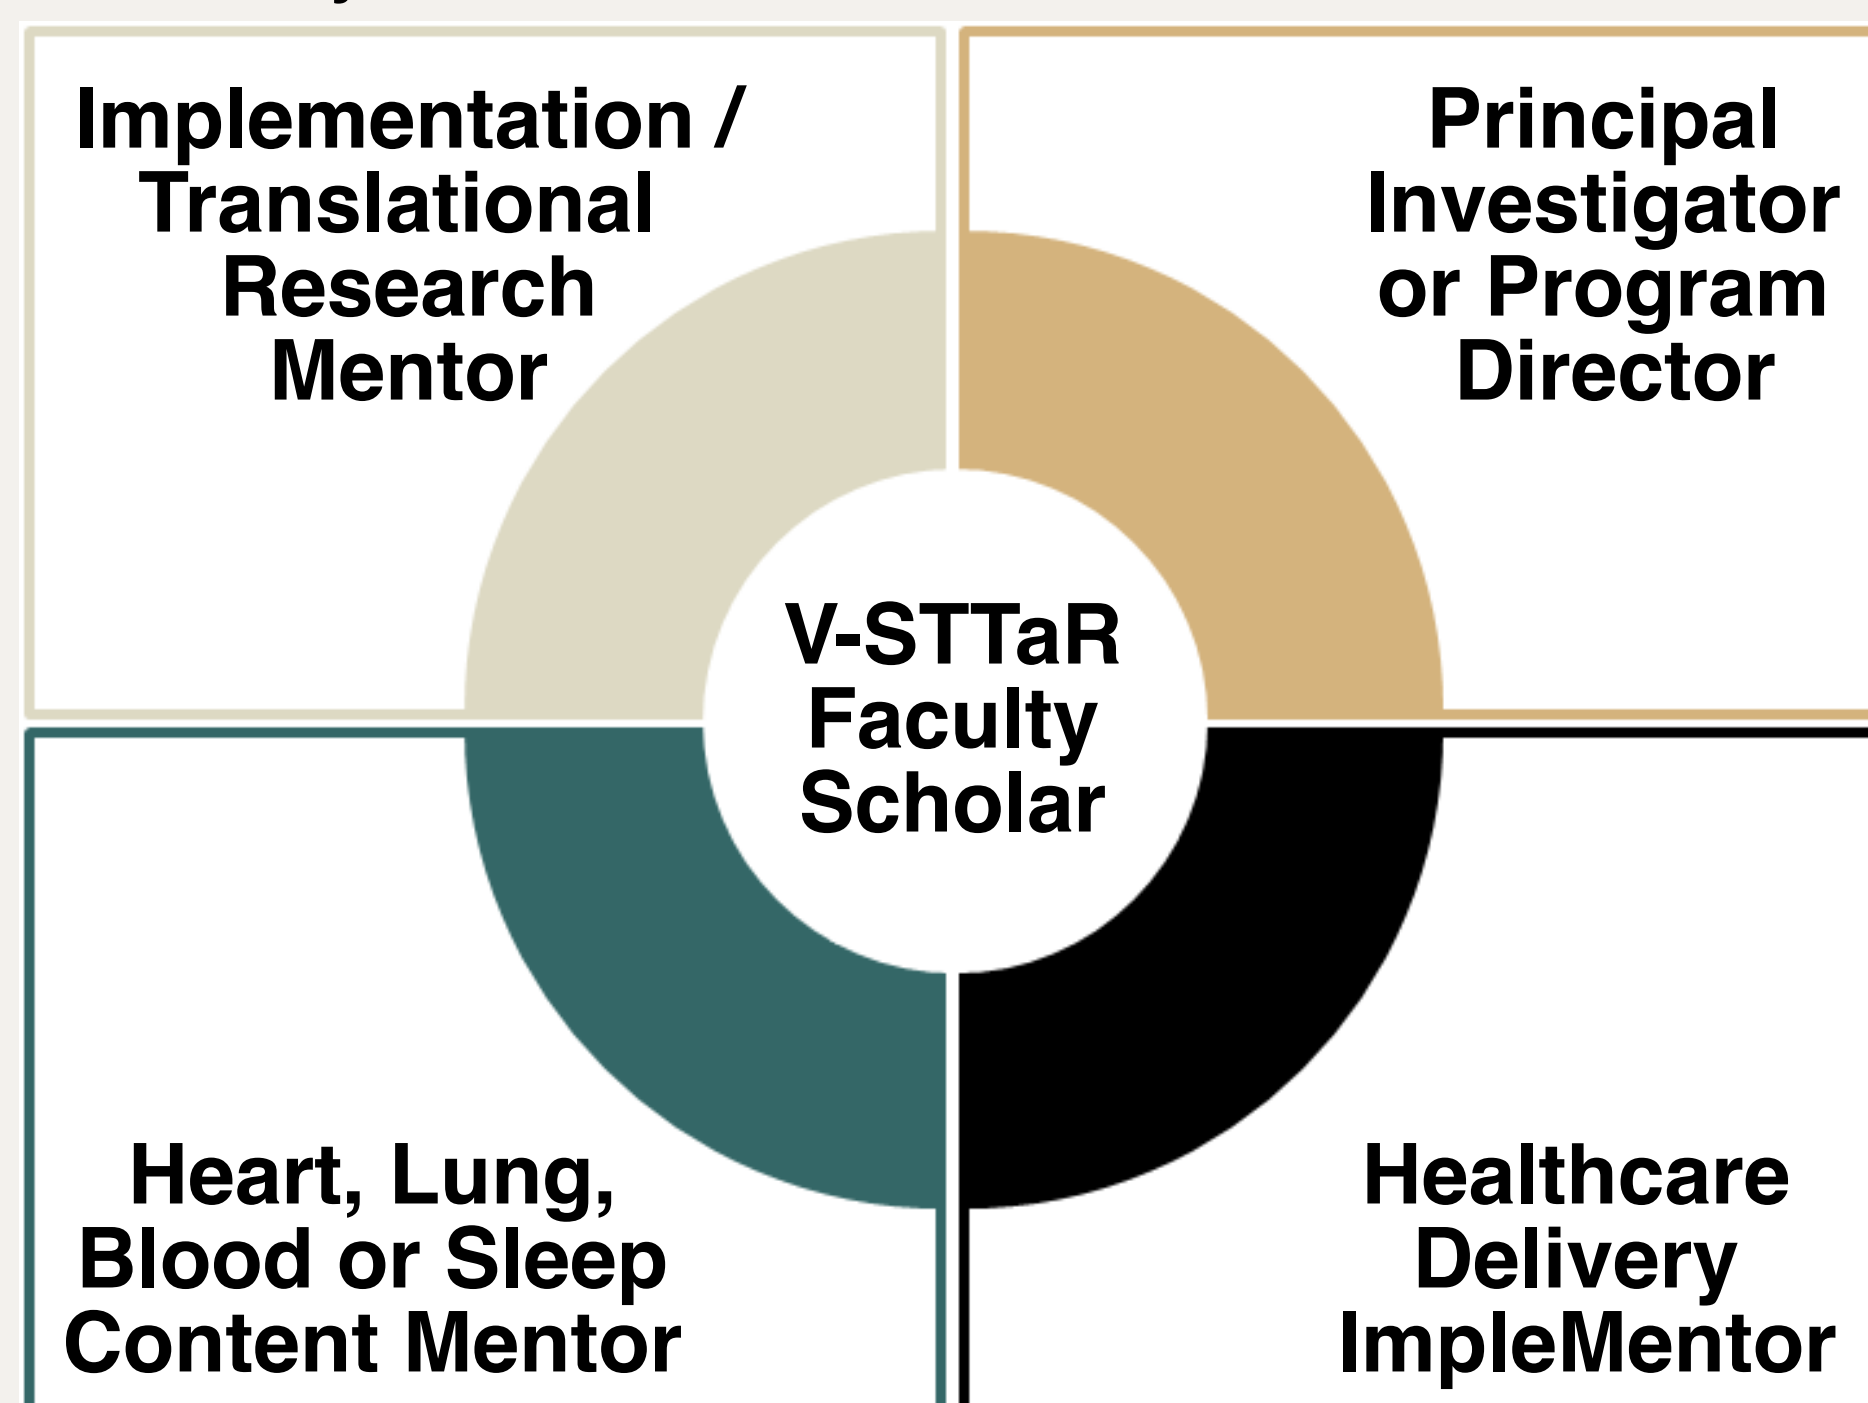 Implementation /
Translational
Research
Mentor
Principal
Investigator
or Program
Director
V-STTaR
Faculty
Scholar
Heart, Lung,
Blood or Sleep
Content Mentor
Healthcare
Delivery
ImpleMentor